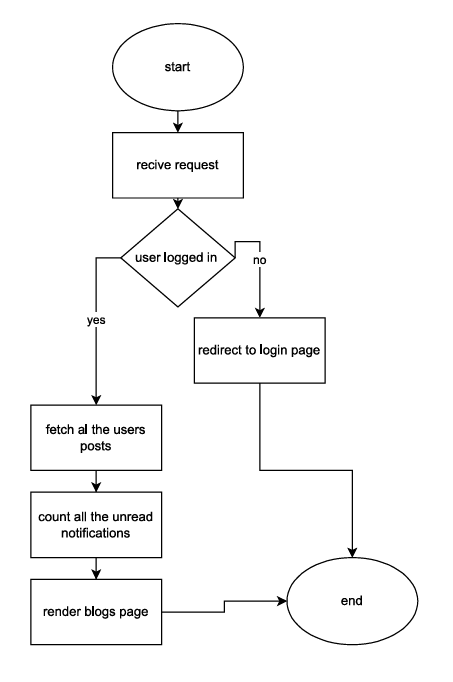 start
recive request
user logged in
no
yes
redirect to login page
fetch al the users
posts
count all the unread
notifications
render blogs page
end